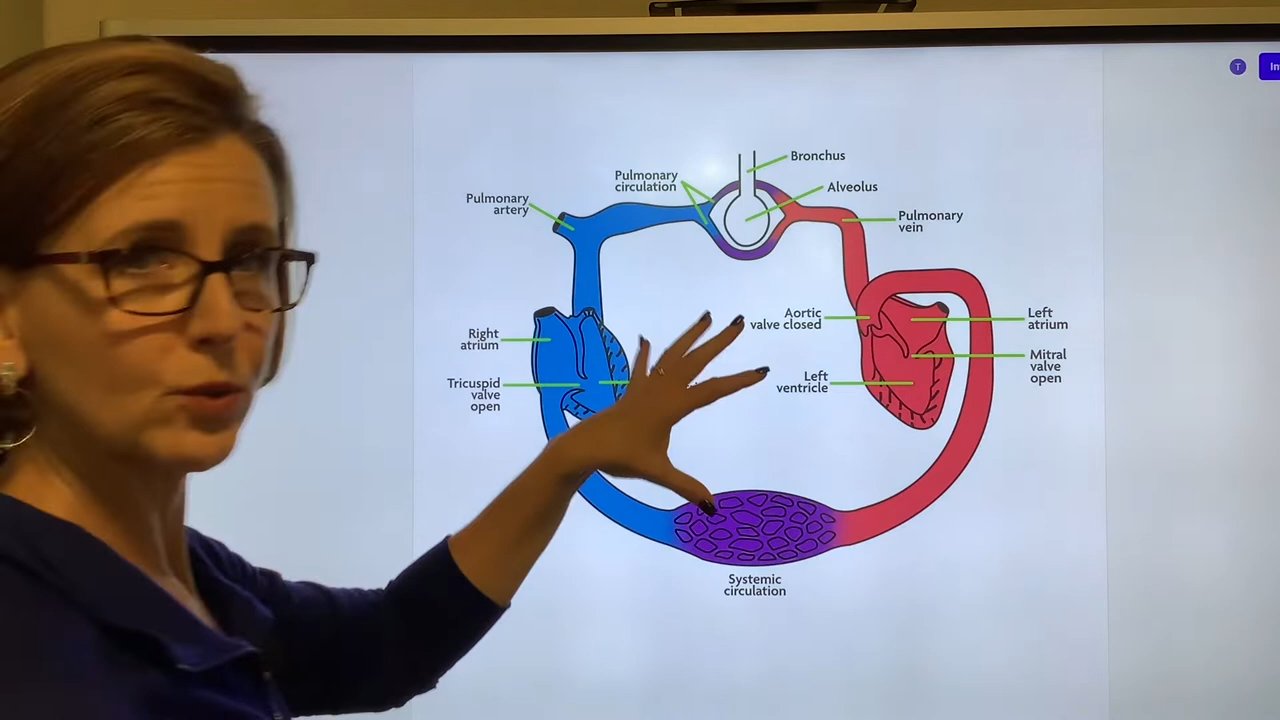 T
In
Bronchus
Pulmonary
circulation
Alveolus
Pulmonary
artery
Pulmonary
vein
Aortic
valve closed
Left
atrium
Right
atrium
Mitral
valve
open
Left
ventricle
Tricuspid
valve
open
Systemic
circulation